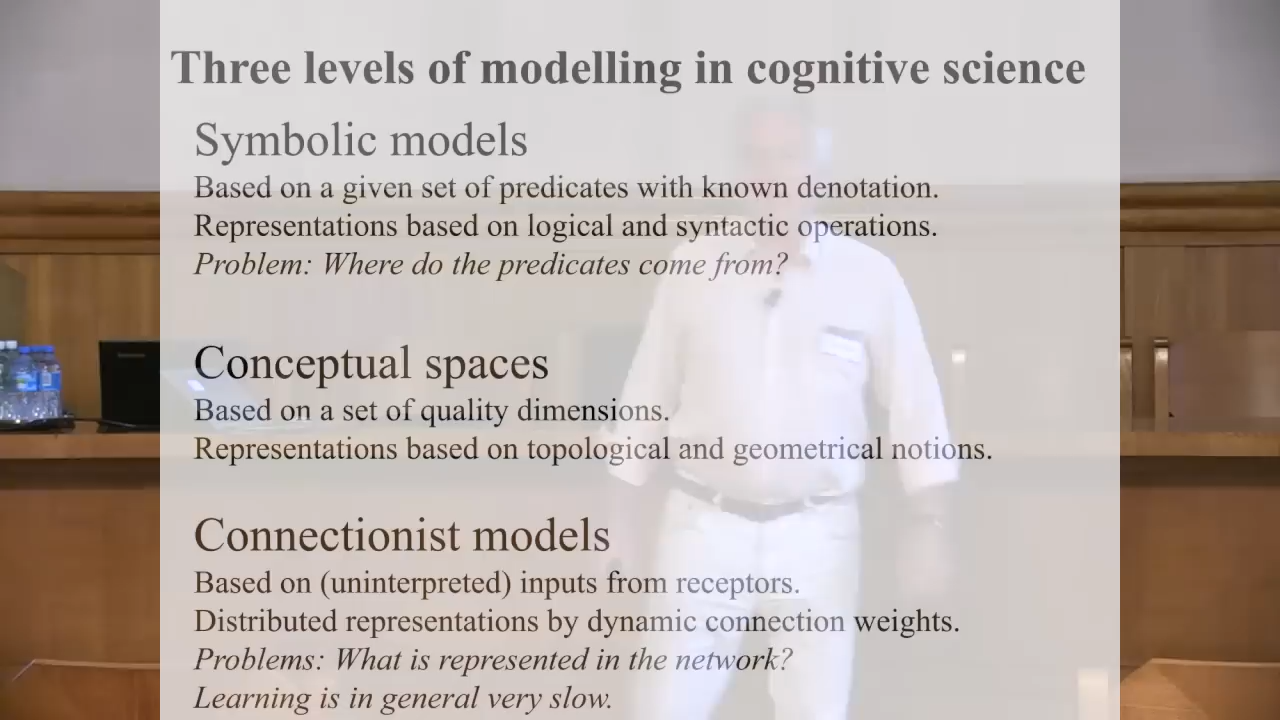 Three levels of modelling in cognitive science
Symbolic models
Based on a given set of predicates with known denotation.
Representations based on logical and syntactic operations.
Problem: Where do the predicates come from?
Conceptual spaces
Based on a set of quality dimensions.
Representations based on topological and geometrical notions.
Connectionist models
Based on (uninterpreted) inputs from receptors.
Distributed representations by dynamic connection weights.
Problems: What is represented in the network?
Learning is in general very slow.